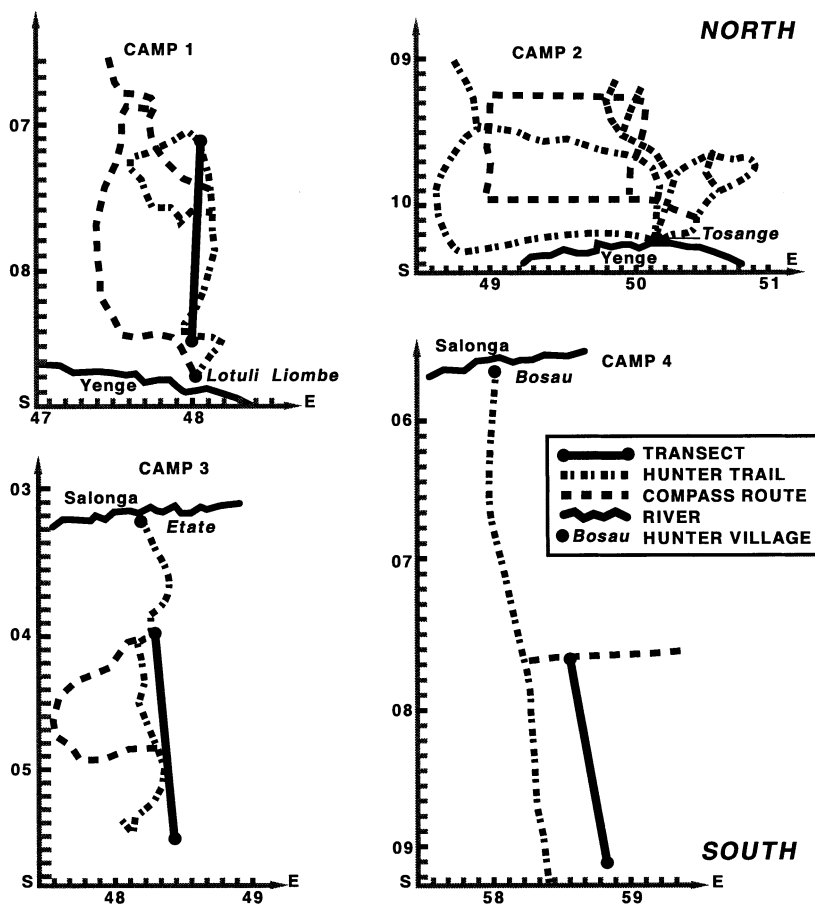 NORTH
CAMP 1
07
08
Lotuli Liombe
Yenge
S
E
47
48
CAMP 2
09
10
Tosange
Yenge
S
E
49
50
51
CAMP 3
03
Salonga
Etate
04
05
S
E
48
49
Salonga
CAMP 4
Bosau
06
TRANSECT
HUNTER TRAIL
COMPASS ROUTE
RIVER
Bosau HUNTER VILLAGE
07
08
09
SOUTH
S
E
58
59